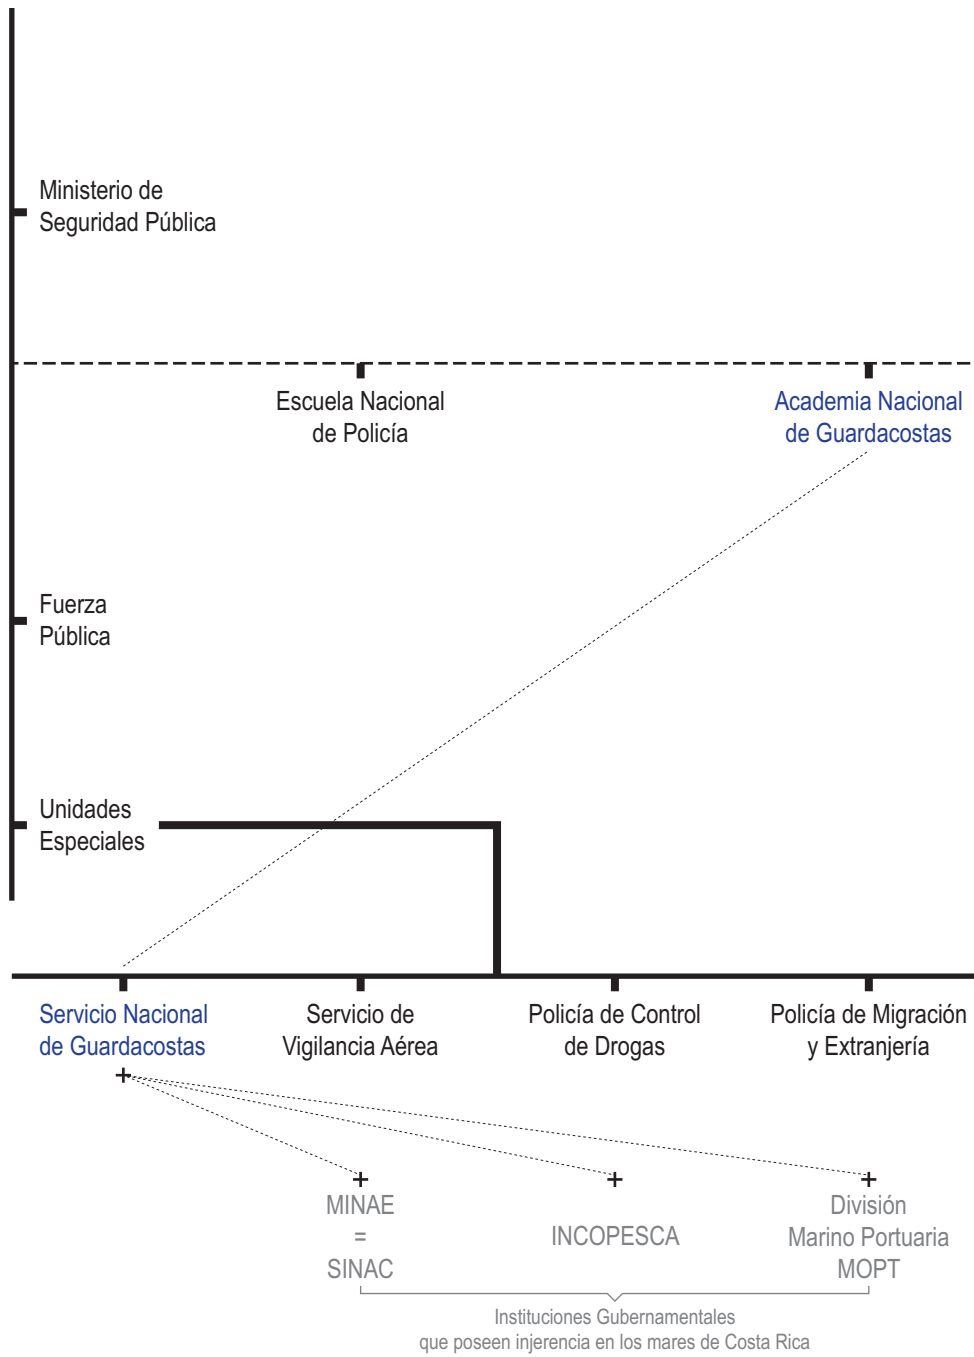 Ministerio de
Seguridad Pública
Escuela Nacional
de Policía
Academia Nacional
de Guardacostas
Fuerza
Pública
Unidades
Especiales
Servicio Nacional
de Guardacostas
Servicio de
Vigilancia Aérea
Policía de Control
de Drogas
Policía de Migración
y Extranjería
MINAE
=
SINAC
INCOPESCA
División
Marino Portuaria
MOPT
Instituciones Gubernamentales
que poseen injerencia en los mares de Costa Rica